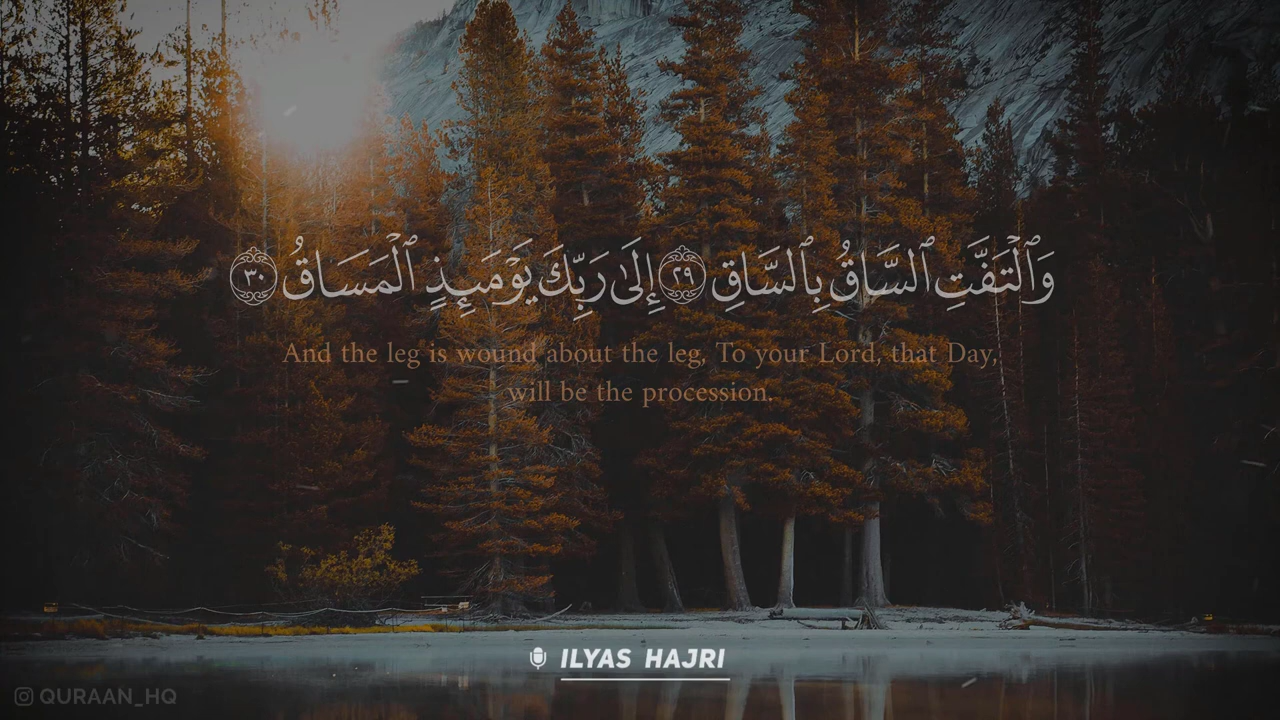 وَٱلۡتَفَّتِ ٱلسَّاقُ بِٱلسَّاقِ ٢٩ إِلَىٰ رَبِّكَ يَوۡمَئِذٍ ٱلۡمَسَاقُ ٣٠
And the leg is wound about the leg, To your Lord, that Day,
will be the procession.
ILYAS HAJRI
QURAAN_HQ